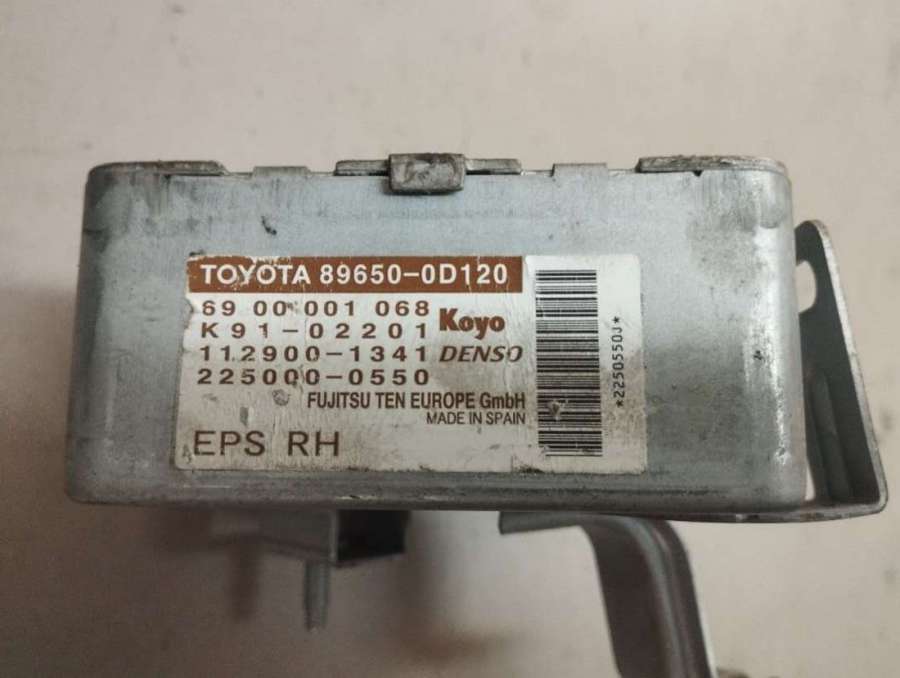 TOYOTA 89650-0D120
69 00 001 068
K91-02201 Koyo
112900-1341 DENSO
225000-0550
FUJITSU TEN EUROPE GmbH
MADE IN SPAIN
EPS RH
*2250550J*